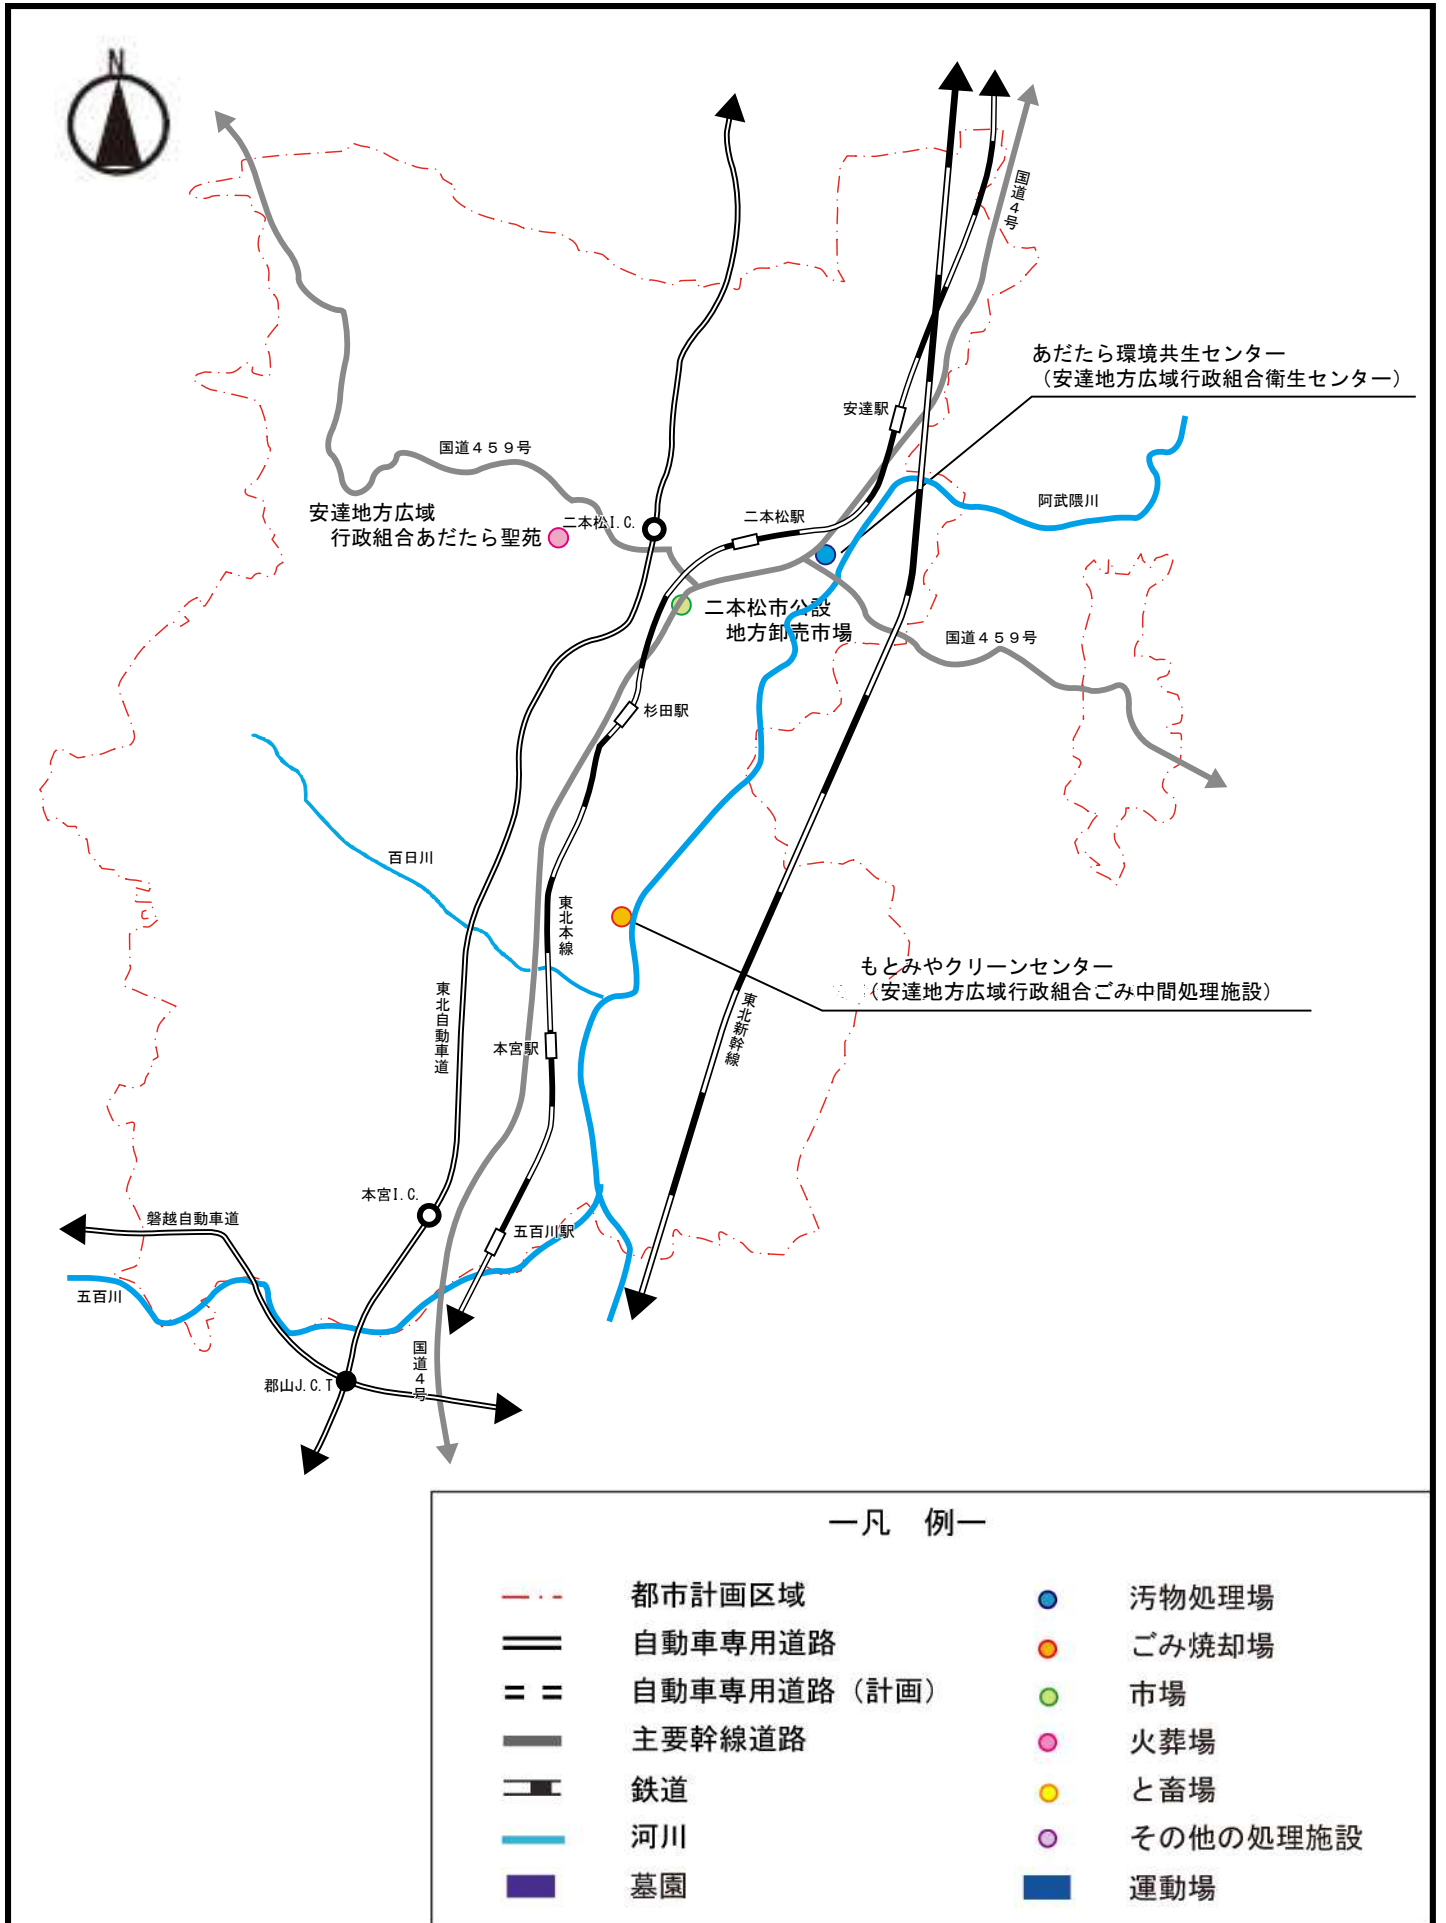 N
国道4号
あだたら環境共生センター
（安達地方広域行政組合衛生センター）
安達駅
国道４５９号
阿武隈川
安達地方広域
行政組合あだたら聖苑
二本松I.C.
二本松駅
二本松市公設
地方卸売市場
国道４５９号
杉田駅
百日川
東北本線
もとみやクリーンセンター
（安達地方広域行政組合ごみ中間処理施設）
東北自動車道
東北新幹線
本宮駅
本宮I.C.
磐越自動車道
五百川駅
五百川
国道4号
郡山J.C.T
―凡　例―
都市計画区域
汚物処理場
自動車専用道路
ごみ焼却場
自動車専用道路（計画）
市場
主要幹線道路
火葬場
鉄道
と畜場
河川
その他の処理施設
墓園
運動場